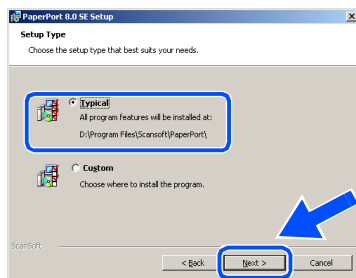 PaperPort 8.0 SE Setup
Setup Type
Choose the setup type that best suits your needs.
Typical
All program features will be installed at:
D:\Program Files\Scansoft\PaperPort\
Custom
Choose where to install the program.
ScanSoft
< Back Next > Cancel